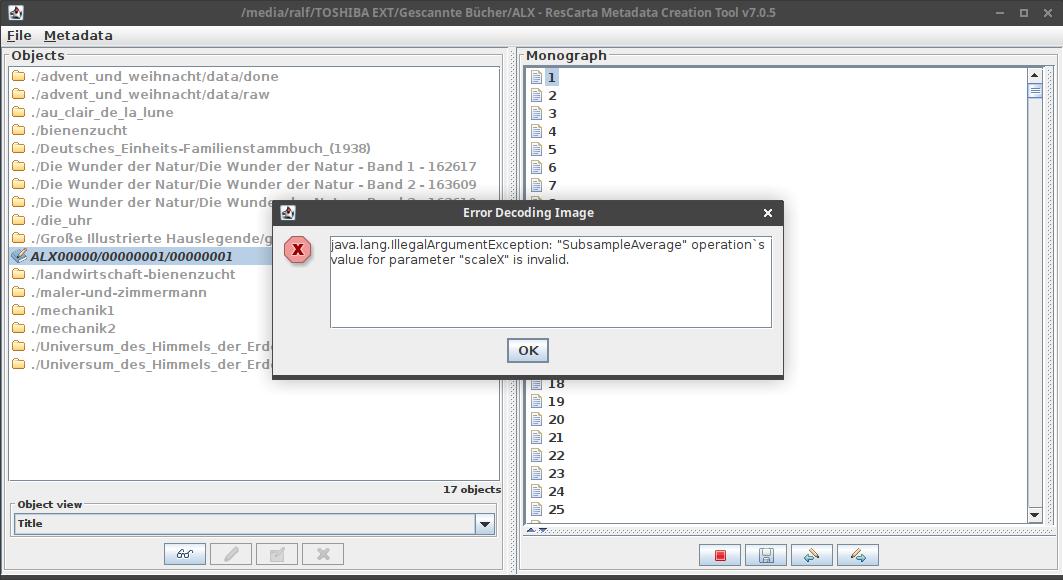 /media/ralf/TOSHIBA EXT/Gescannte Bücher/ALX - ResCarta Metadata Creation Tool v7.0.5
File Metadata
Objects
./advent_und_weihnacht/data/done
./advent_und_weihnacht/data/raw
./au_clair_de_la_lune
./bienenzucht
./Deutsches_Einheits-Familienstammbuch_(1938)
./Die Wunder der Natur/Die Wunder der Natur - Band 1 - 162617
./Die Wunder der Natur/Die Wunder der Natur - Band 2 - 163609
./Die Wunder der Natur/Die Wunder
./die_uhr
./Große Illustrierte Hauslegende/g
ALX00000/00000001/00000001
./landwirtschaft-bienenzucht
./maler-und-zimmermann
./mechanik1
./mechanik2
./Universum_des_Himmels_der_Erd
./Universum_des_Himmels_der_Erd
17 objects
Object view
Title
Monograph
1
2
3
4
5
6
7
Error Decoding Image
java.lang.IllegalArgumentException: "SubsampleAverage" operation`s
value for parameter "scaleX" is invalid.
OK
18
19
20
21
22
23
24
25